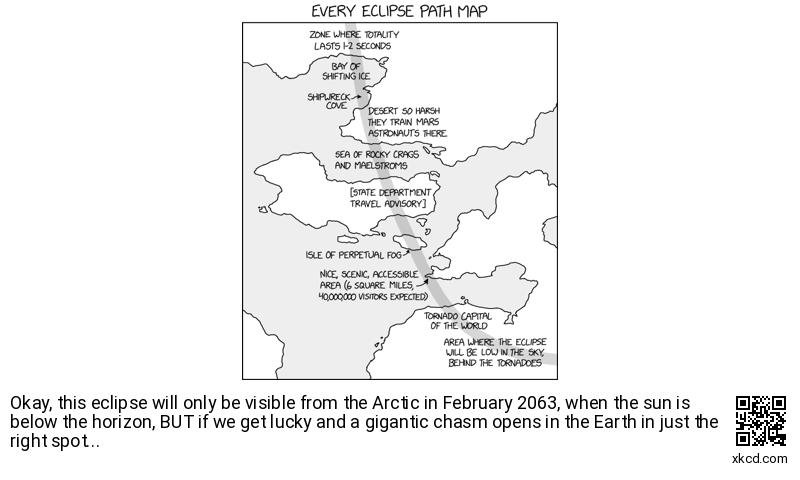 EVERY ECLIPSE PATH MAP
ZONE WHERE TOTALITY
LASTS 1-2 SECONDS
BAY OF
SHIFTING ICE
SHIPWRECK
COVE
DESERT SO HARSH
THEY TRAIN MARS
ASTRONAUTS THERE
SEA OF ROCKY CRAGS
AND MAELSTROMS
[STATE DEPARTMENT
TRAVEL ADVISORY]
ISLE OF PERPETUAL FOG
NICE, SCENIC, ACCESSIBLE
AREA (6 SQUARE MILES,
40,000,000 VISITORS EXPECTED)
TORNADO CAPITAL
OF THE WORLD
AREA WHERE THE ECLIPSE
WILL BE LOW IN THE SKY,
BEHIND THE TORNADOES
Okay, this eclipse will only be visible from the Arctic in February 2063, when the sun is
below the horizon, BUT if we get lucky and a gigantic chasm opens in the Earth in just the
right spot...
xkcd.com